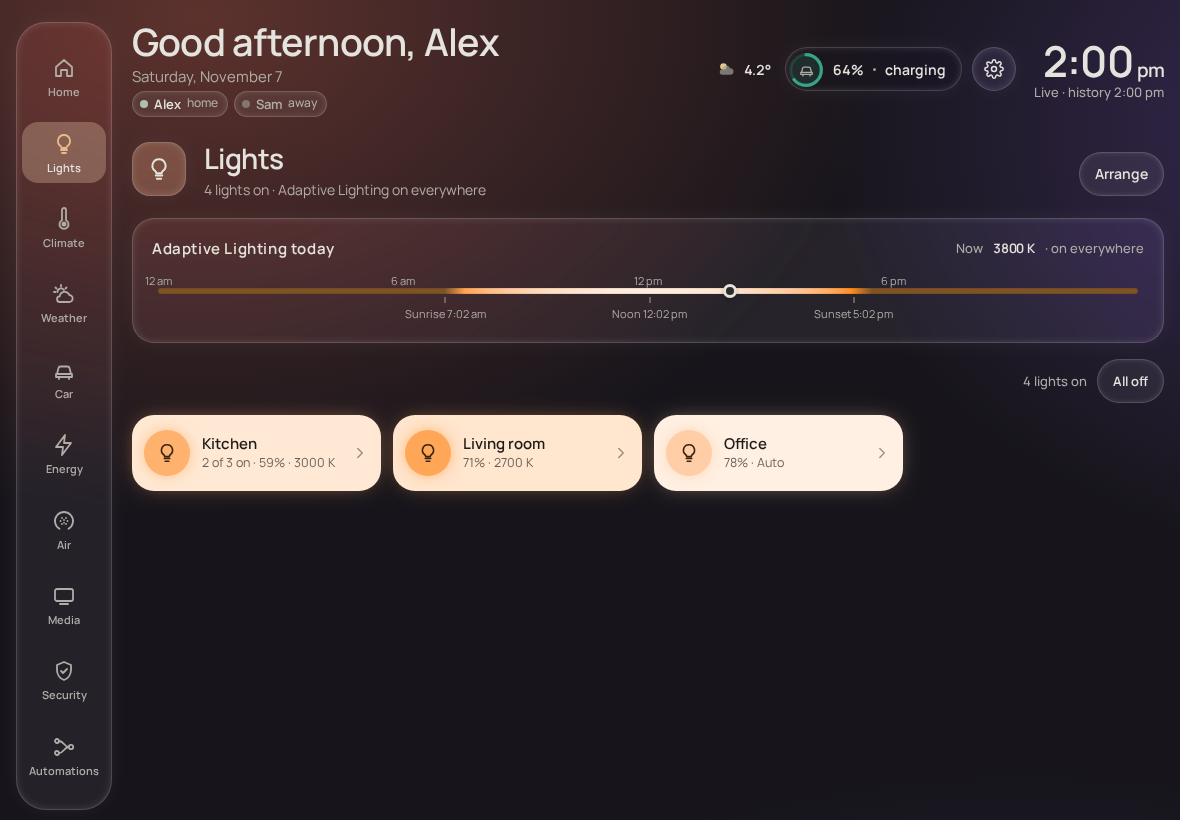 Home
Lights
Climate
Weather
Car
Energy
Air
Media
Security
Automations
Good afternoon, Alex
Saturday, November 7
Alex home
Sam away
4.2°
64% · charging
2:00 pm
Live · history 2:00 pm
Lights
4 lights on · Adaptive Lighting on everywhere
Arrange
Adaptive Lighting today
Now 3800 K · on everywhere
12 am 6 am 12 pm 6 pm
Sunrise 7:02 am Noon 12:02 pm Sunset 5:02 pm
4 lights on
All off
Kitchen
2 of 3 on · 59% · 3000 K
Living room
71% · 2700 K
Office
78% · Auto